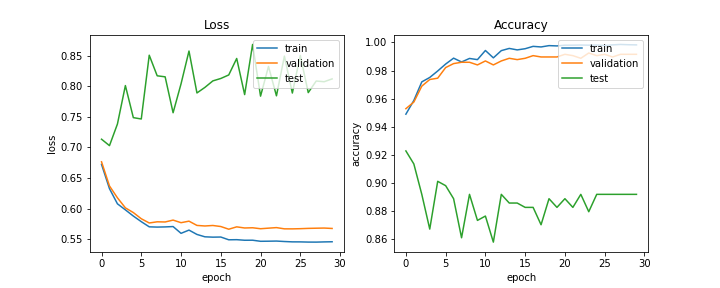 Loss
loss
0.85
0.80
0.75
0.70
0.65
0.60
0.55
0
5
10
15
20
25
30
epoch
train
validation
test
Accuracy
accuracy
1.00
0.98
0.96
0.94
0.92
0.90
0.88
0.86
0
5
10
15
20
25
30
epoch
train
validation
test